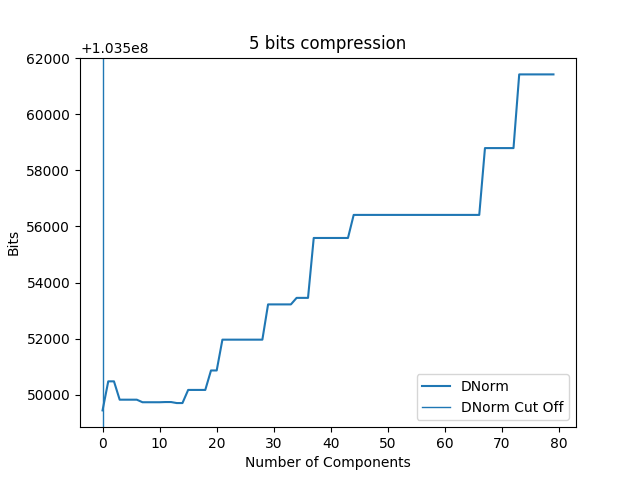 5 bits compression
+1.035e8
62000
60000
58000
56000
54000
52000
50000
Bits
0 10 20 30 40 50 60 70 80
Number of Components
DNorm
DNorm Cut Off